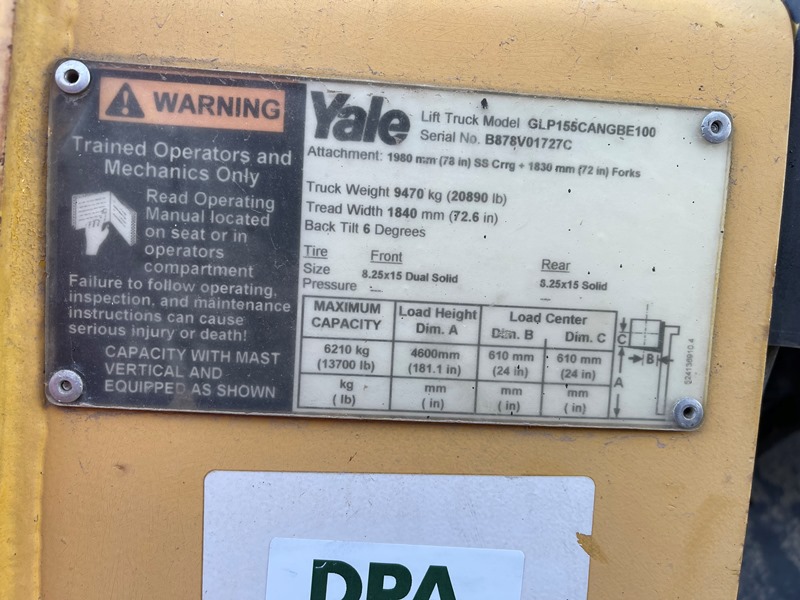 WARNING
Trained Operators and
Mechanics Only
Read Operating
Manual located
on seat or in
operators
compartment
Failure to follow operating,
inspection, and maintenance
instructions can cause
serious injury or death!
CAPACITY WITH MAST
VERTICAL AND
EQUIPPED AS SHOWN
Yale Lift Truck Model GLP155CANGBE100
Serial No. B878V01727C
Attachment: 1980 mm (78 in) SS Crrg + 1830 mm (72 in) Forks
Truck Weight 9470 kg (20890 lb)
Tread Width 1840 mm (72.6 in)
Back Tilt 6 Degrees
Tire Front Rear
Size 8.25x15 Dual Solid 8.25x15 Solid
Pressure — —
MAXIMUM CAPACITY Load Height Dim. A Load Center Dim. B Dim. C
6210 kg 4600mm 610 mm 610 mm
(13700 lb) (181.1 in) (24 in) (24 in)
kg mm mm mm
( lb) ( in) ( in) ( in)
C
B
A
524136910.4
DPA